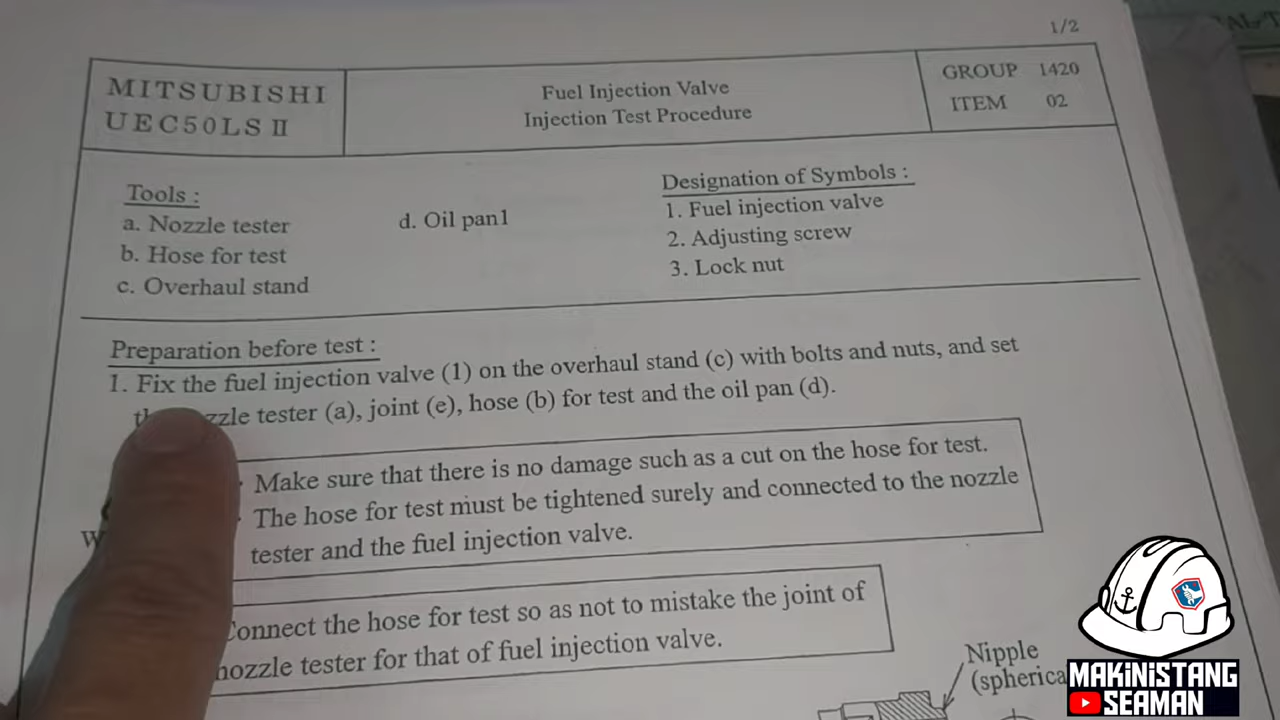 1/2
MITSUBISHI
UEC50LSⅡ
Fuel Injection Valve
Injection Test Procedure
GROUP 1420
ITEM 02
Tools :
a. Nozzle tester
b. Hose for test
c. Overhaul stand
d. Oil pan1
Designation of Symbols :
1. Fuel injection valve
2. Adjusting screw
3. Lock nut
Preparation before test :
1. Fix the fuel injection valve (1) on the overhaul stand (c) with bolts and nuts, and set
tester (a), joint (e), hose (b) for test and the oil pan (d).
Make sure that there is no damage such as a cut on the hose for test.
The hose for test must be tightened surely and connected to the nozzle
tester and the fuel injection valve.
Connect the hose for test so as not to mistake the joint of
nozzle tester for that of fuel injection valve.
Nipple
MAKINISTANG
SEAMAN